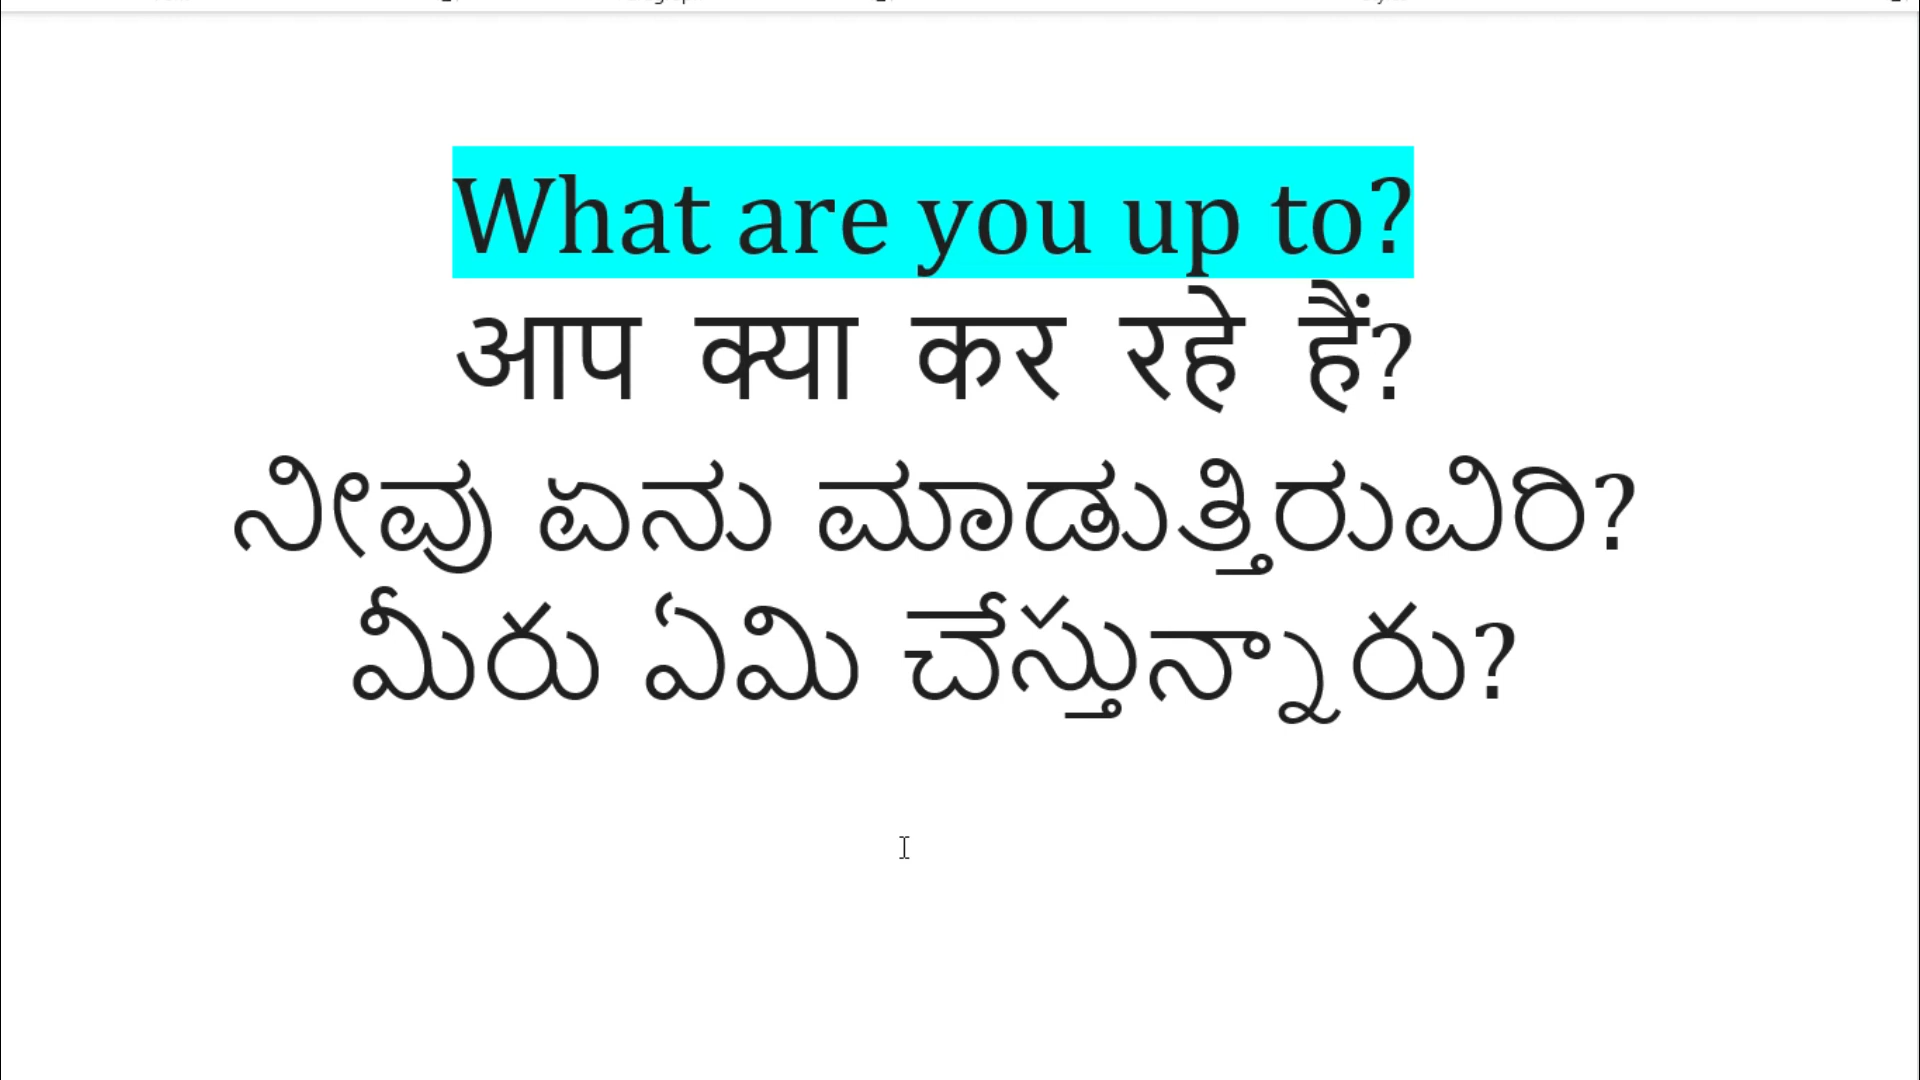 What are you up to?
आप क्या कर रहे हैं?
ನೀವು ಏನು ಮಾಡುತ್ತಿರುವಿರಿ?
మీరు ఏమి చేస్తున్నారు?